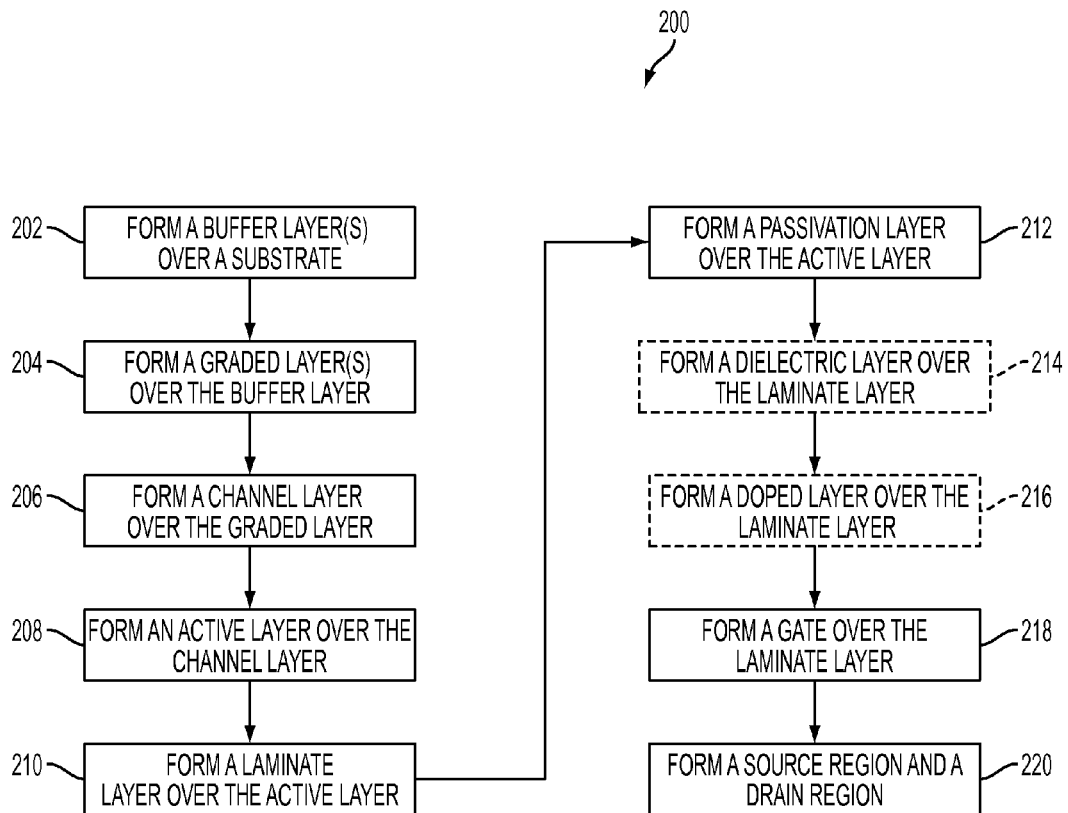 200
202
FORM A BUFFER LAYER(S)
OVER A SUBSTRATE
204
FORM A GRADED LAYER(S)
OVER THE BUFFER LAYER
206
FORM A CHANNEL LAYER
OVER THE GRADED LAYER
208
FORM AN ACTIVE LAYER OVER THE
CHANNEL LAYER
210
FORM A LAMINATE
LAYER OVER THE ACTIVE LAYER
FORM A PASSIVATION LAYER
OVER THE ACTIVE LAYER
212
FORM A DIELECTRIC LAYER OVER
THE LAMINATE LAYER
214
FORM A DOPED LAYER OVER THE
LAMINATE LAYER
216
FORM A GATE OVER THE
LAMINATE LAYER
218
FORM A SOURCE REGION AND A
DRAIN REGION
220